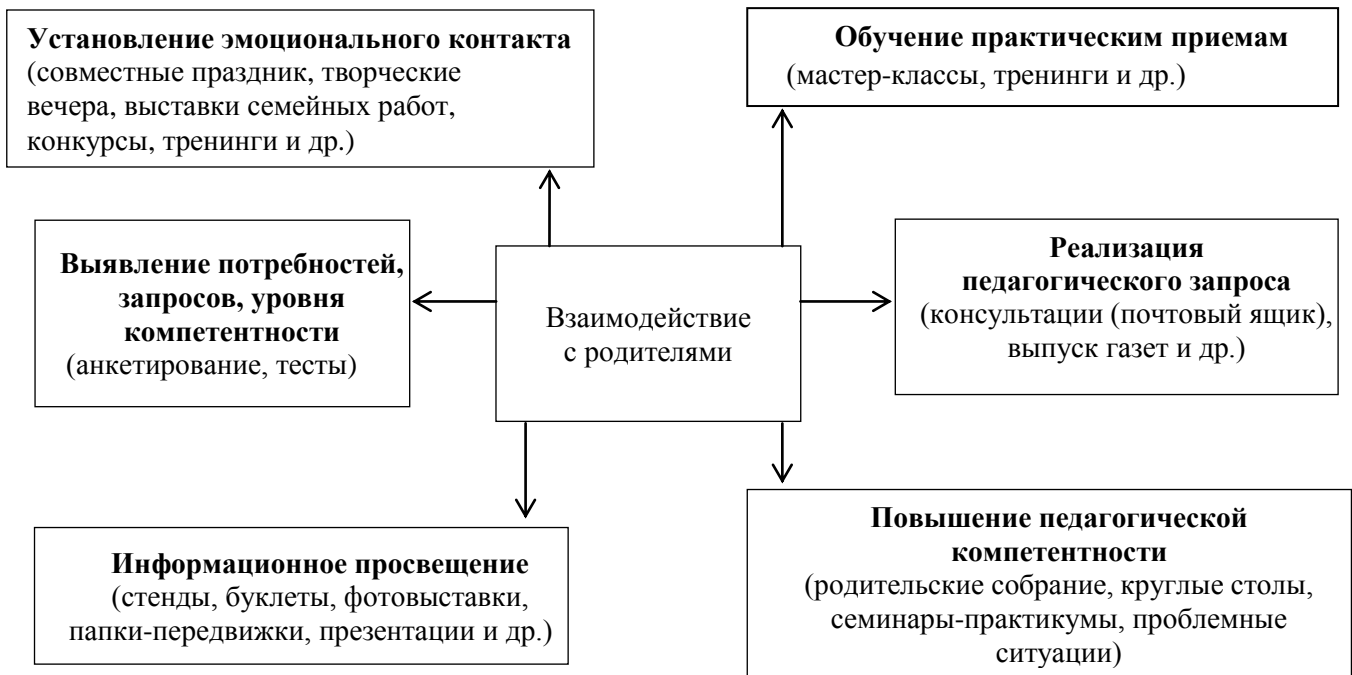 Установление эмоционального контакта
(совместные праздник, творческие
вечера, выставки семейных работ,
конкурсы, тренинги и др.)
Обучение практическим приемам
(мастер-классы, тренинги и др.)
Выявление потребностей,
запросов, уровня
компетентности
(анкетирование, тесты)
Взаимодействие
с родителями
Реализация
педагогического запроса
(консультации (почтовый ящик),
выпуск газет и др.)
Информационное просвещение
(стенды, буклеты, фотовыставки,
папки-передвижки, презентации и др.)
Повышение педагогической
компетентности
(родительские собрание, круглые столы,
семинары-практикумы, проблемные
ситуации)